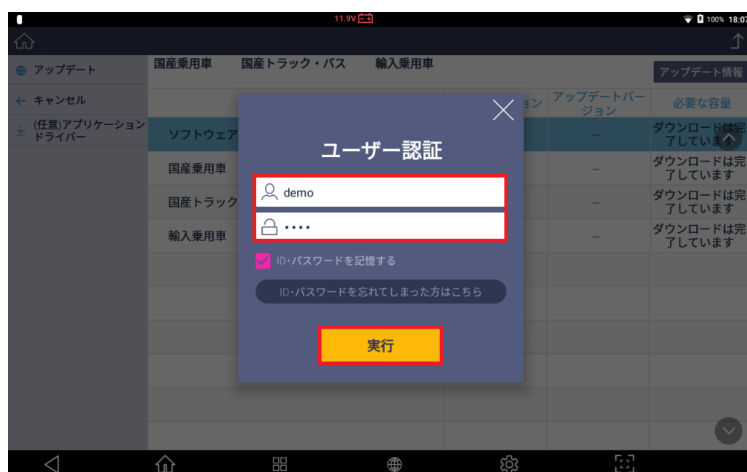 11.9V
100% 18:07
アップデート
国産乗用車 国産トラック・バス 輸入乗用車
アップデート情報
キャンセル
アップデートバー
ジョン
必要な容量
(任意)アプリケーション
ドライバー
ソフトウェア
--
ダウンロードは完
了しています
ユーザー認証
国産乗用車
--
ダウンロードは完
了しています
demo
国産トラック
--
ダウンロードは完
了しています
••••
輸入乗用車
--
ダウンロードは完
了しています
ID・パスワードを記憶する
ID・パスワードを忘れてしまった方はこちら
実行